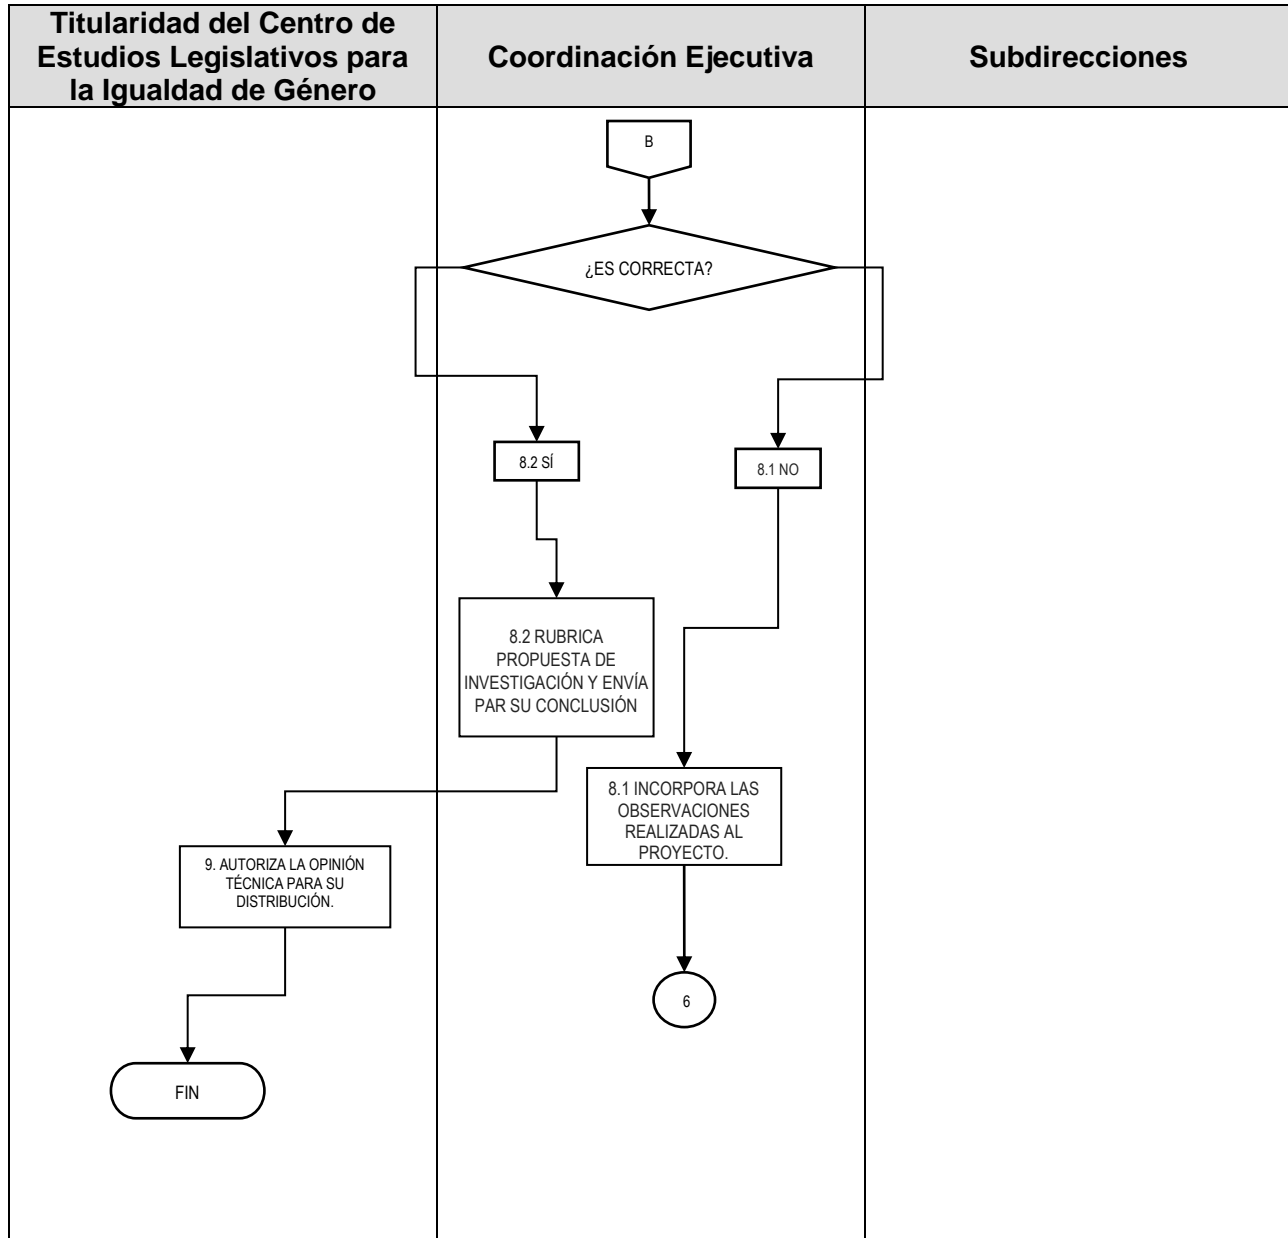 Titularidad del Centro de
Estudios Legislativos para
la Igualdad de Género
Coordinación Ejecutiva
Subdirecciones
B
¿ES CORRECTA?
8.2 SÍ
8.1 NO
8.2 RUBRICA
PROPUESTA DE
INVESTIGACIÓN Y ENVÍA
PAR SU CONCLUSIÓN
8.1 INCORPORA LAS
OBSERVACIONES
REALIZADAS AL
PROYECTO.
9. AUTORIZA LA OPINIÓN
TÉCNICA PARA SU
DISTRIBUCIÓN.
6
FIN